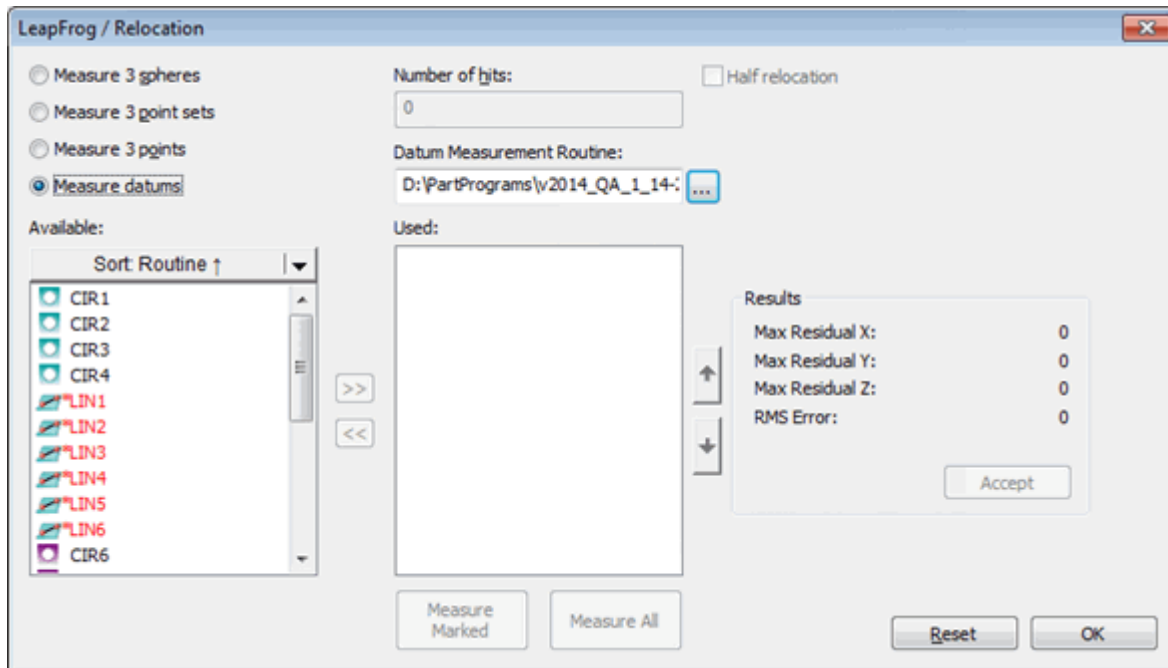 LeapFrog / Relocation
Measure 3 spheres
Measure 3 point sets
Measure 3 points
Measure datums
Number of hits:
0
Half relocation
Datum Measurement Routine:
D:\PartPrograms\v2014_QA_1_14-2
...
Available:
Sort: Routine ↑
CIR1
CIR2
CIR3
CIR4
*LIN1
*LIN2
*LIN3
*LIN4
*LIN5
*LIN6
CIR6
>>
<<
Used:
Measure Marked
Measure All
Results
Max Residual X: 0
Max Residual Y: 0
Max Residual Z: 0
RMS Error: 0
Accept
Reset
OK